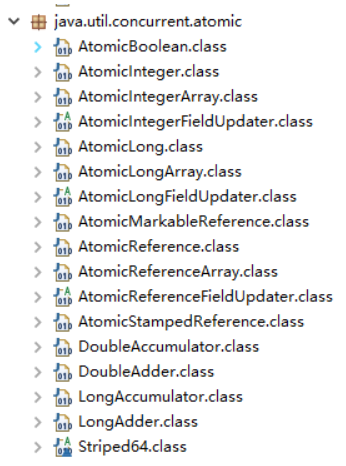 java.util.concurrent.atomic
AtomicBoolean.class
AtomicInteger.class
AtomicIntegerArray.class
AtomicIntegerFieldUpdater.class
AtomicLong.class
AtomicLongArray.class
AtomicLongFieldUpdater.class
AtomicMarkableReference.class
AtomicReference.class
AtomicReferenceArray.class
AtomicReferenceFieldUpdater.class
AtomicStampedReference.class
DoubleAccumulator.class
DoubleAdder.class
LongAccumulator.class
LongAdder.class
Striped64.class